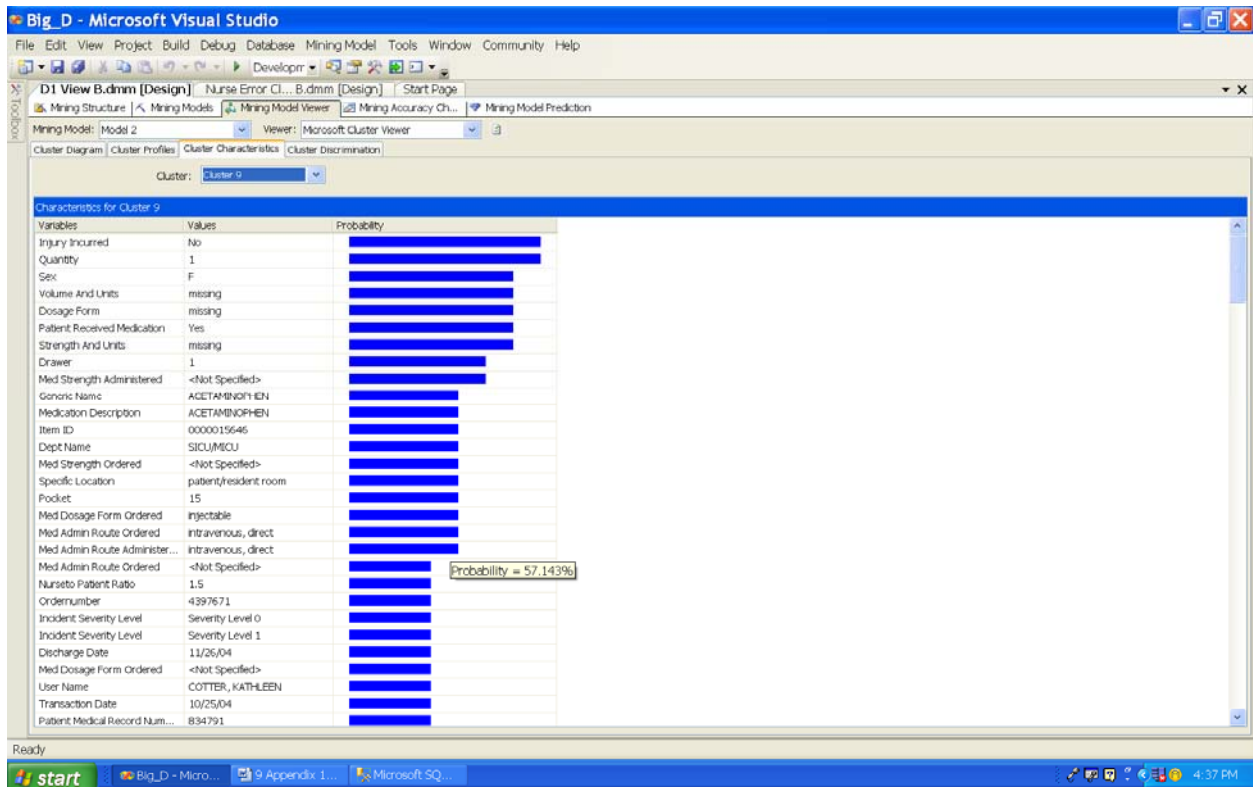 Big_D - Microsoft Visual Studio
File Edit View Project Build Debug Database Mining Model Tools Window Community Help
Developm
D1 View B.dmm [Design] Nurse Error Cl... B.dmm [Design] Start Page
Toolbox
Mining Structure Mining Models Mining Model Viewer Mining Accuracy Ch... Mining Model Prediction
Mining Model: Model 2 Viewer: Microsoft Cluster Viewer
Cluster Diagram Cluster Profiles Cluster Characteristics Cluster Discrimination
Cluster: Cluster 9
Characteristics for Cluster 9
Variables Values Probability
Injury Incurred No
Quantity 1
Sex F
Volume And Units missing
Dosage Form missing
Patient Received Medication Yes
Strength And Units missing
Drawer 1
Med Strength Administered <Not Specified>
Generic Name ACETAMINOPHEN
Medication Description ACETAMINOPHEN
Item ID 0000015646
Dept Name SICU/MICU
Med Strength Ordered <Not Specified>
Specific Location patient/resident room
Pocket 15
Med Dosage Form Ordered injectable
Med Admin Route Ordered intravenous, direct
Med Admin Route Administer... intravenous, direct
Med Admin Route Ordered <Not Specified>
Probability = 57.143%
Nurseto Patient Ratio 1.5
Ordernumber 4397671
Incident Severity Level Severity Level 0
Incident Severity Level Severity Level 1
Discharge Date 11/26/04
Med Dosage Form Ordered <Not Specified>
User Name COTTER, KATHLEEN
Transaction Date 10/25/04
Patient Medical Record Num... 834791
Ready
start Big_D - Micro... 9 Appendix 1... Microsoft SQ... 4:37 PM